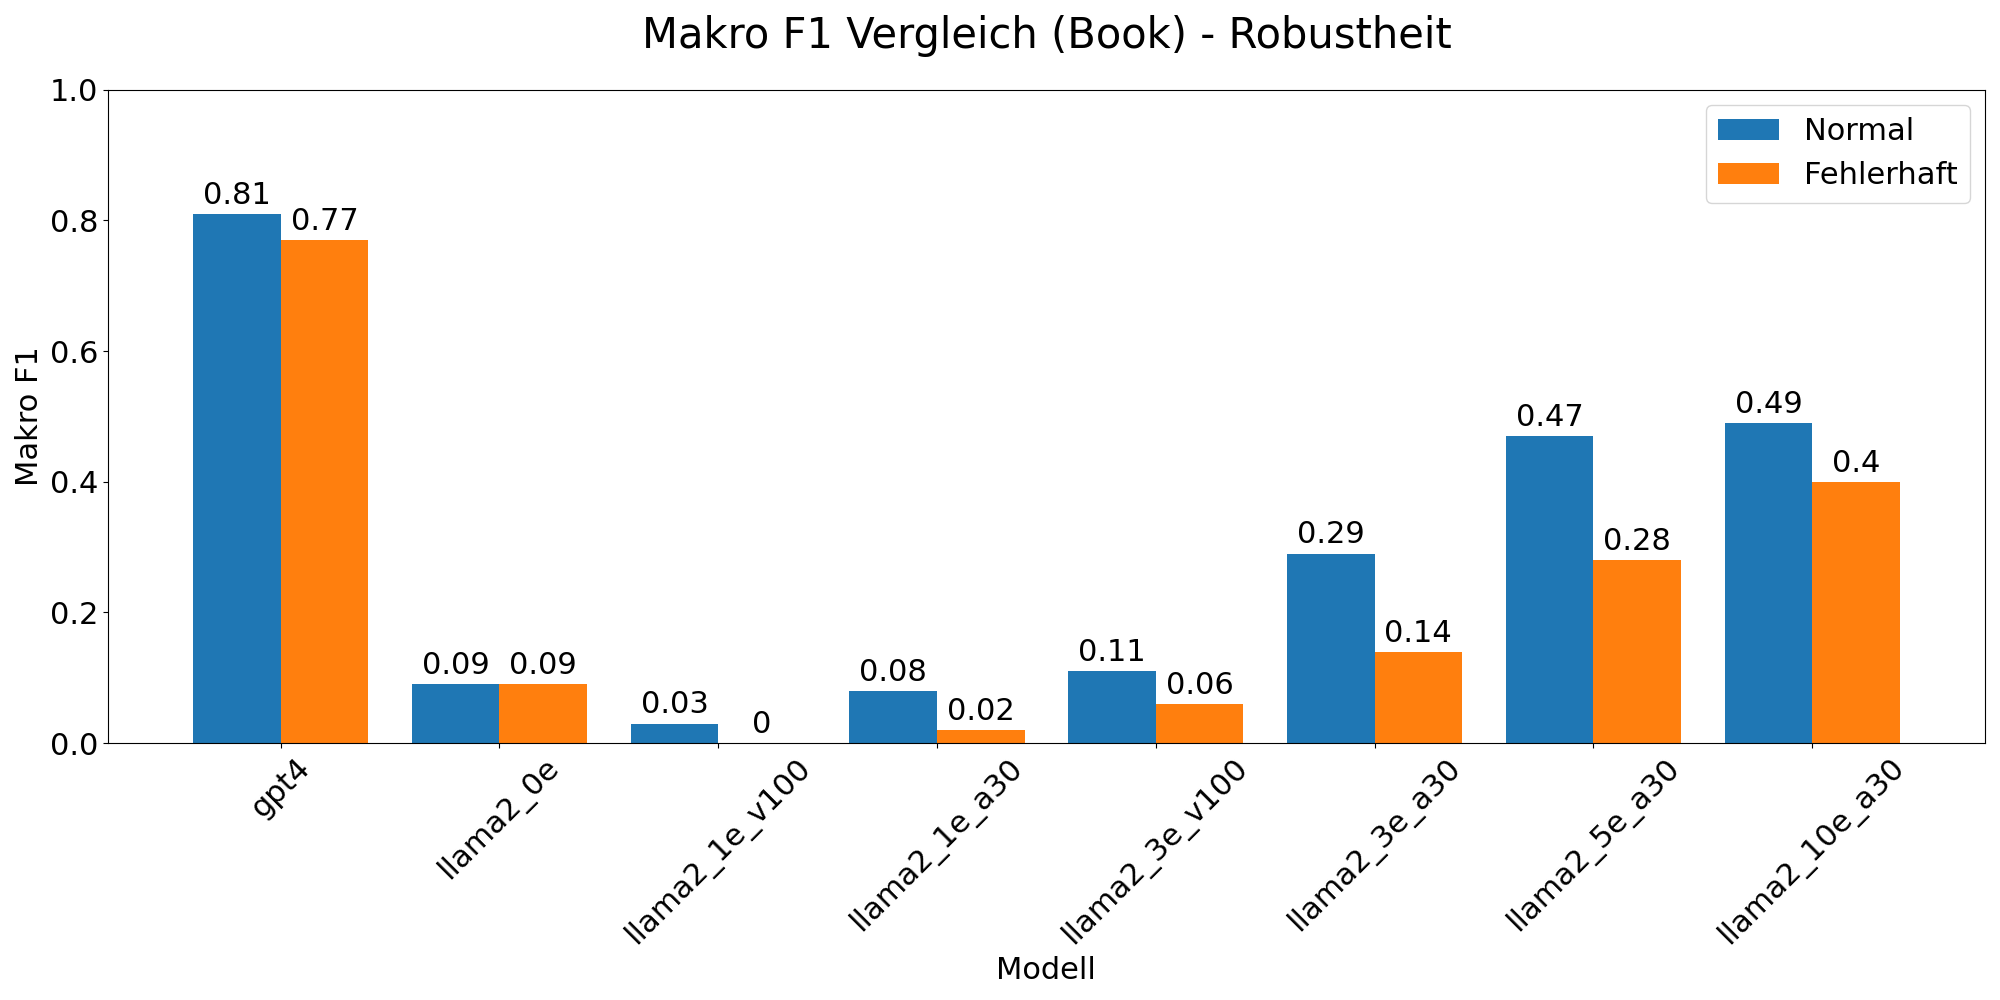 Makro F1 Vergleich (Book) - Robustheit
Makro F1
1.0
0.8
0.6
0.4
0.2
0.0
Normal
Fehlerhaft
0.81
0.77
0.09
0.09
0.03
0
0.08
0.02
0.11
0.06
0.29
0.14
0.47
0.28
0.49
0.4
gpt4
llama2_0e
llama2_1e_v100
llama2_1e_a30
llama2_3e_v100
llama2_3e_a30
llama2_5e_a30
llama2_10e_a30
Modell